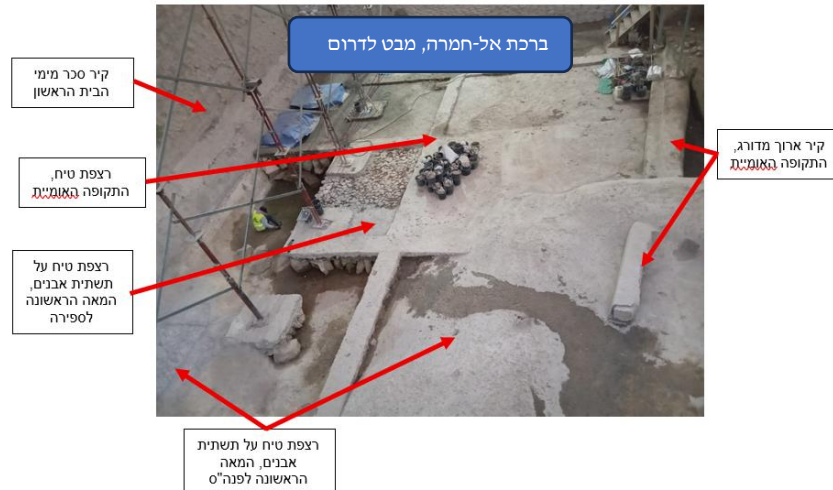 ברכת אל-חמרה, מבט לדרום
קיר סכר מימי
הבית הראשון
קיר ארוך מדורג,
התקופה האומיית
רצפת טיח,
התקופה האומיית
רצפת טיח על
תשתית אבנים,
המאה הראשונה
לספירה
רצפת טיח על תשתית
אבנים, המאה
הראשונה לפנה"ס